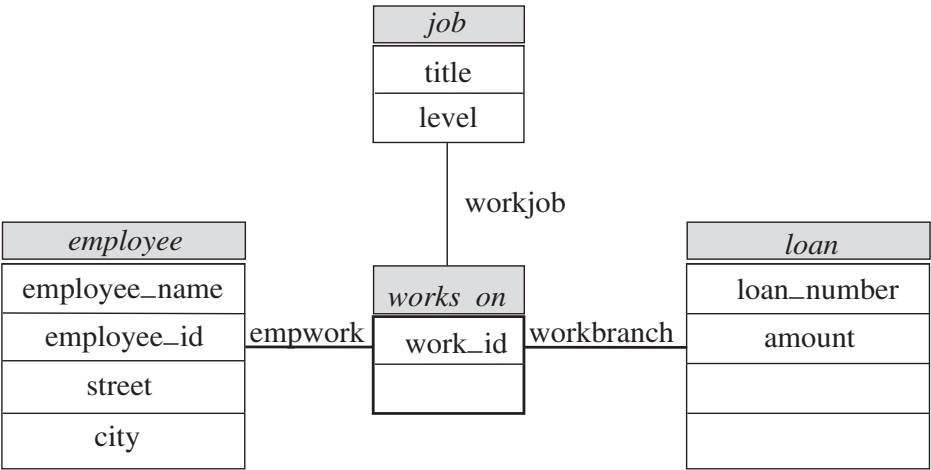 job
title
level
workjob
employee
employee_name
employee_id
street
city
empwork
works on
work_id
workbranch
loan
loan_number
amount